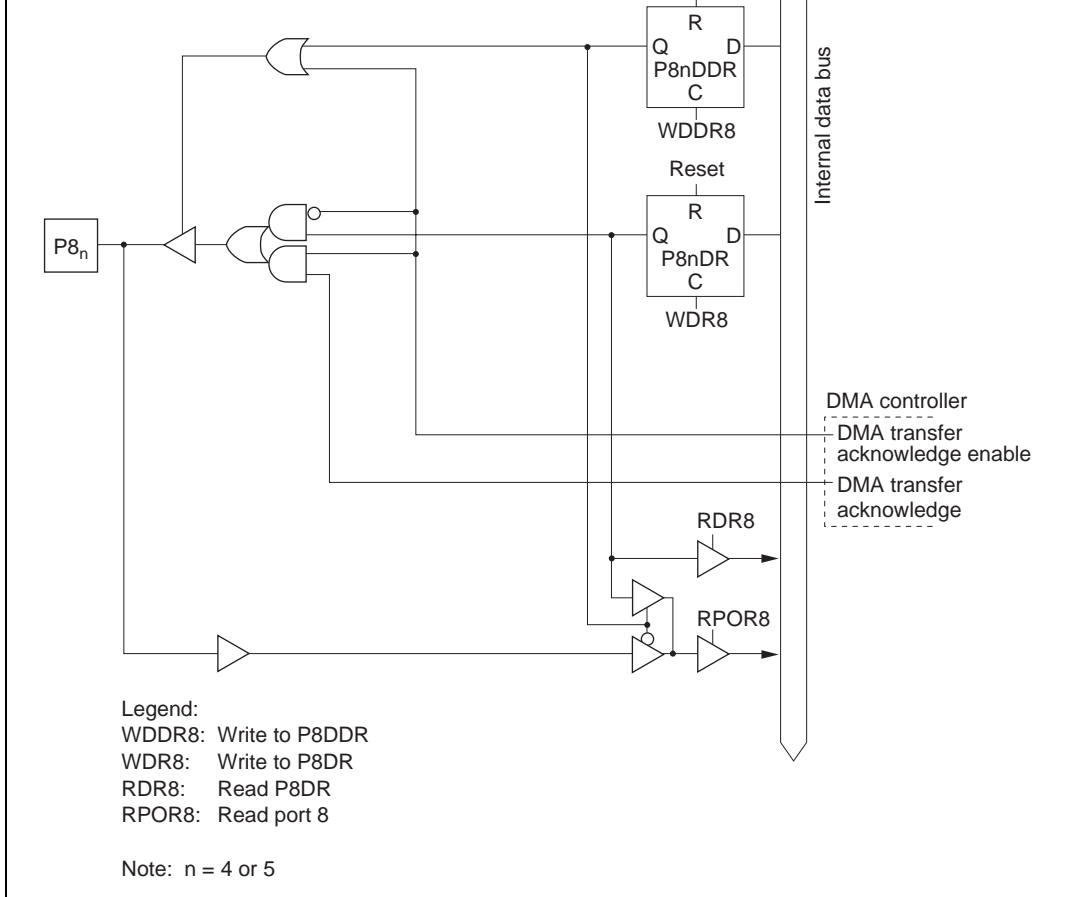 R
Q D
P8nDDR
C
WDDR8
Internal data bus
Reset
R
Q D
P8nDR
C
WDR8
P8n
DMA controller
DMA transfer
acknowledge enable
DMA transfer
acknowledge
RDR8
RPOR8
Legend:
WDDR8: Write to P8DDR
WDR8: Write to P8DR
RDR8: Read P8DR
RPOR8: Read port 8
Note: n = 4 or 5